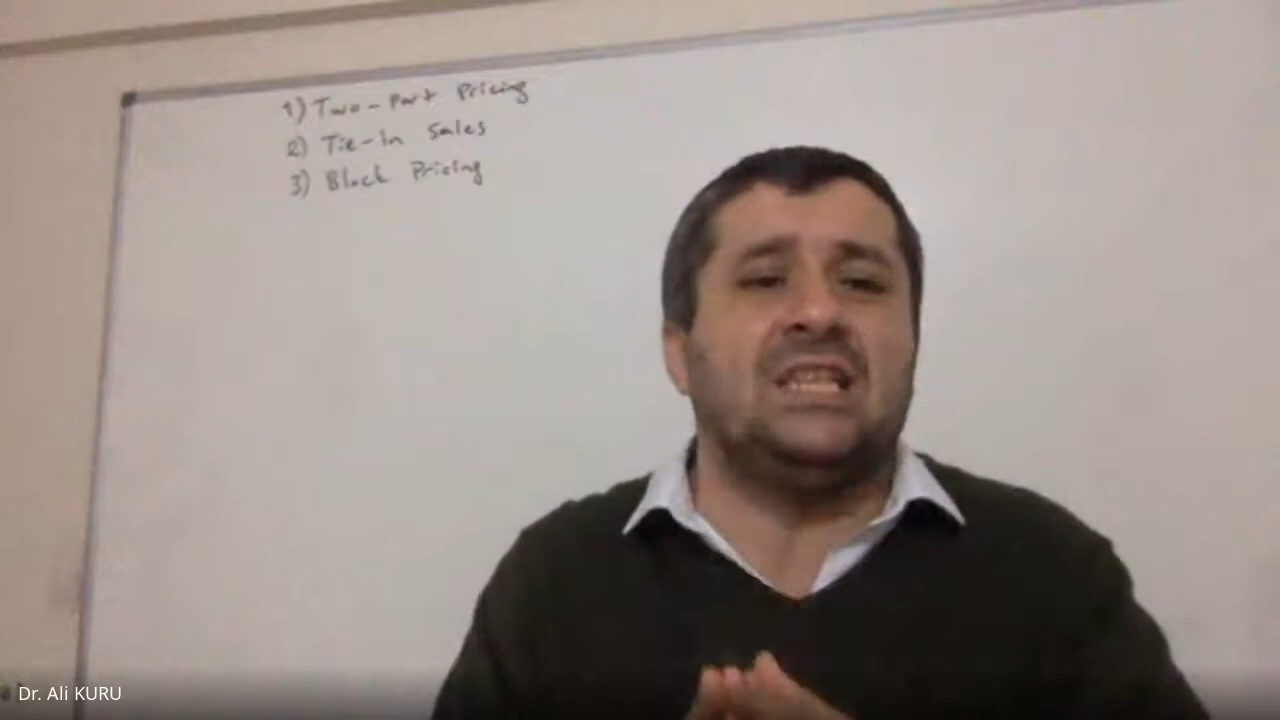 1) Two-Part Pricing
2) Tie-in Sales
3) Block Pricing
Dr. Ali KURU